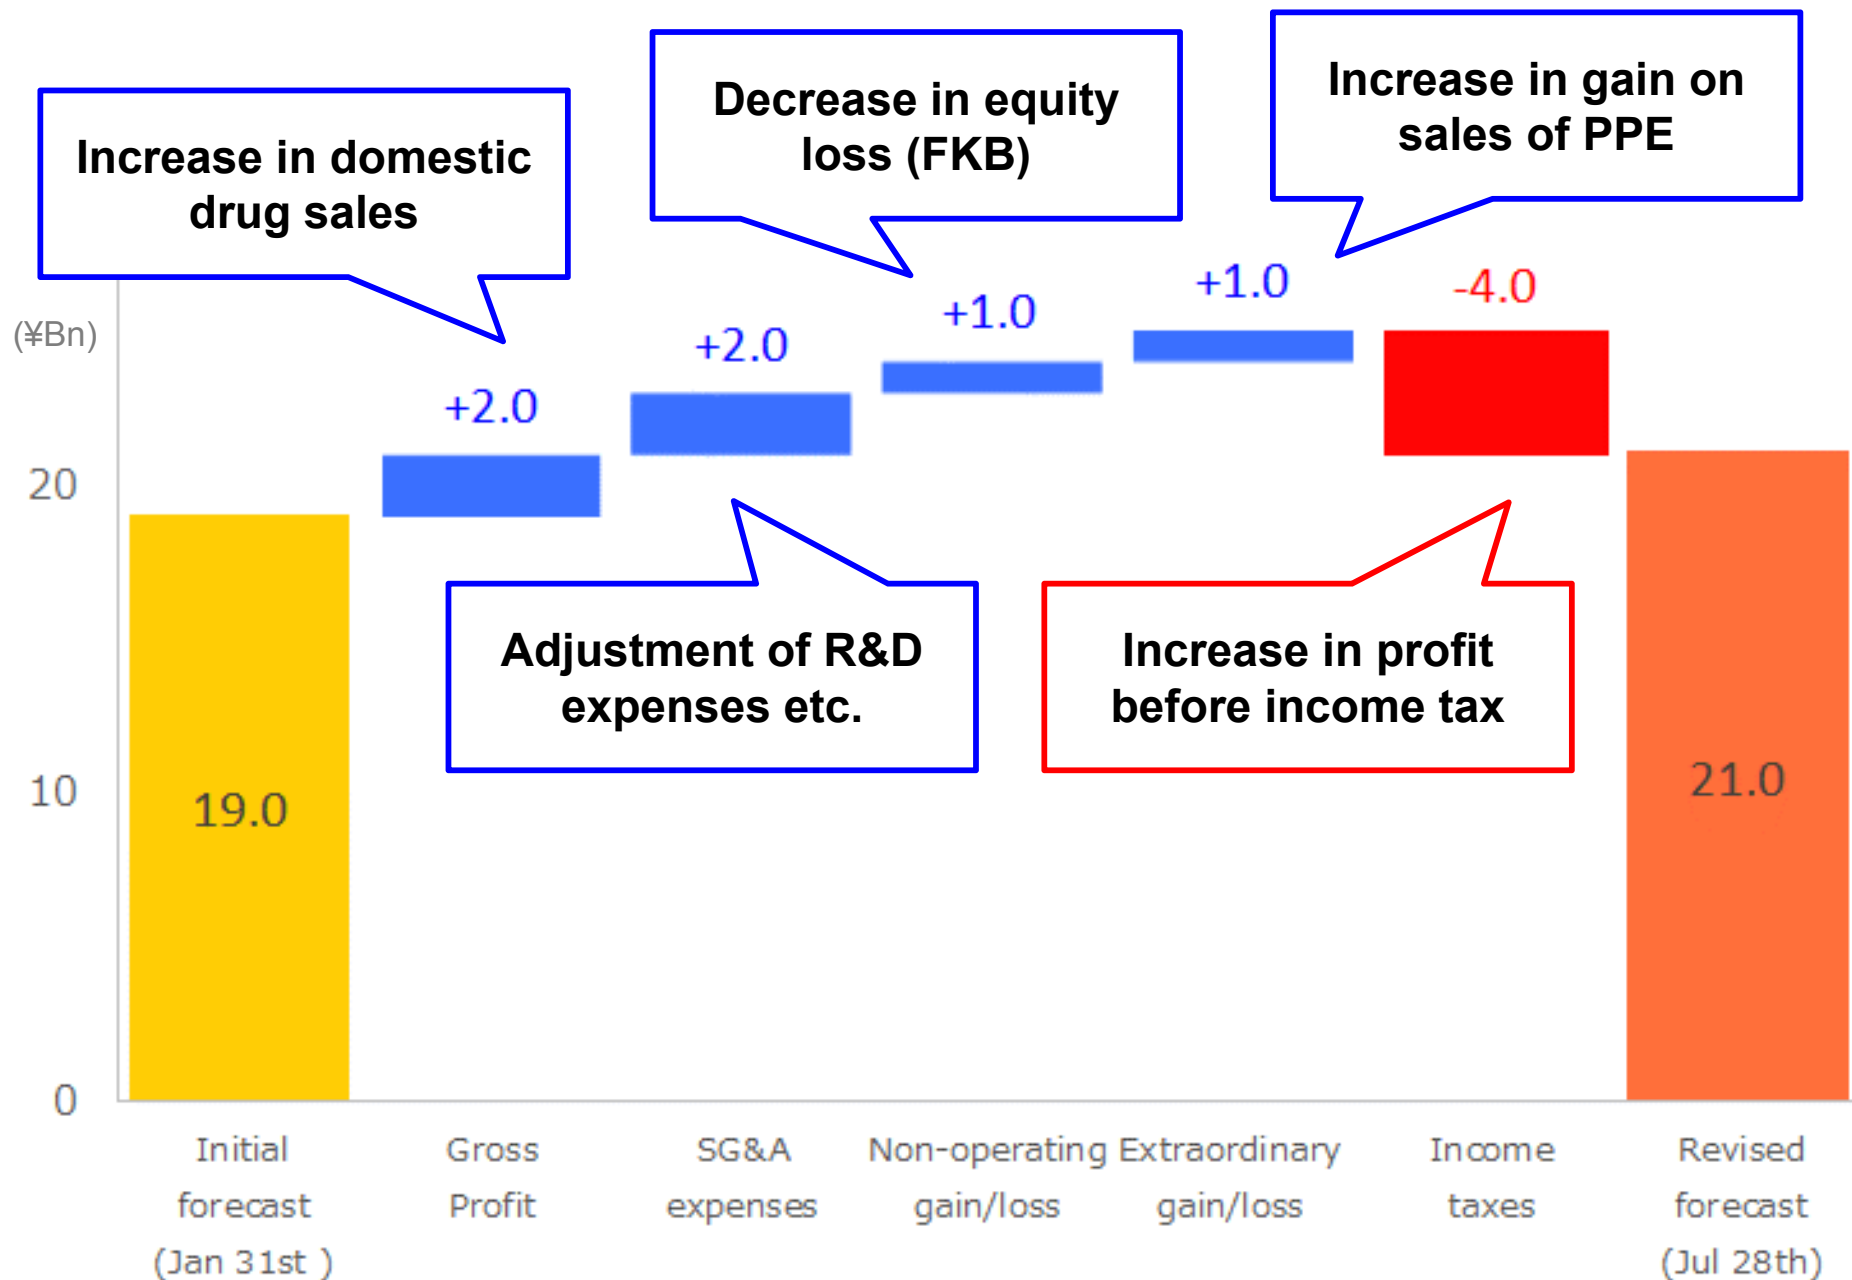 Increase in domestic
drug sales
Decrease in equity
loss (FKB)
Increase in gain on
sales of PPE
(¥Bn)
+2.0
+2.0
+1.0
+1.0
-4.0
20
10
0
Adjustment of R&D
expenses etc.
Increase in profit
before income tax
19.0
21.0
Initial
forecast
(Jan 31st )
Gross
Profit
SG&A
expenses
Non-operating
gain/loss
Extraordinary
gain/loss
Income
taxes
Revised
forecast
(Jul 28th)